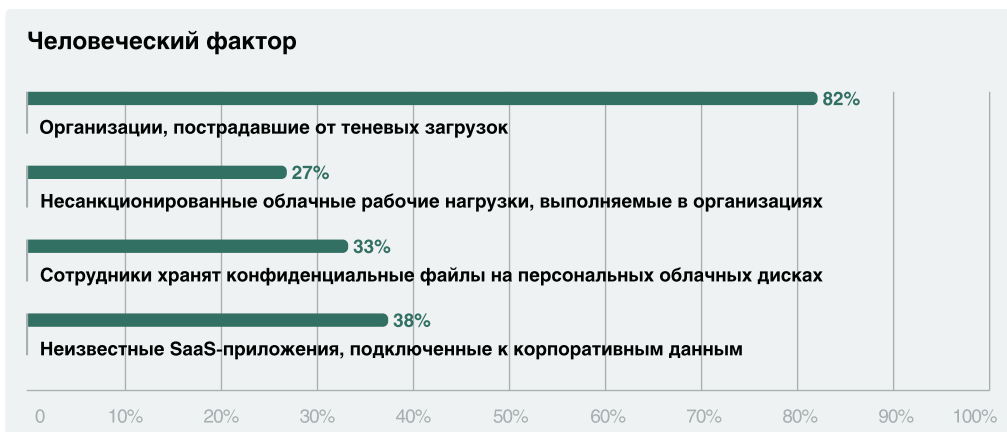 Человеческий фактор
82%
Организации, пострадавшие от теневых загрузок
27%
Несанкционированные облачные рабочие нагрузки, выполняемые в организациях
33%
Сотрудники хранят конфиденциальные файлы на персональных облачных дисках
38%
Неизвестные SaaS-приложения, подключенные к корпоративным данным
0 10% 20% 30% 40% 50% 60% 70% 80% 90% 100%